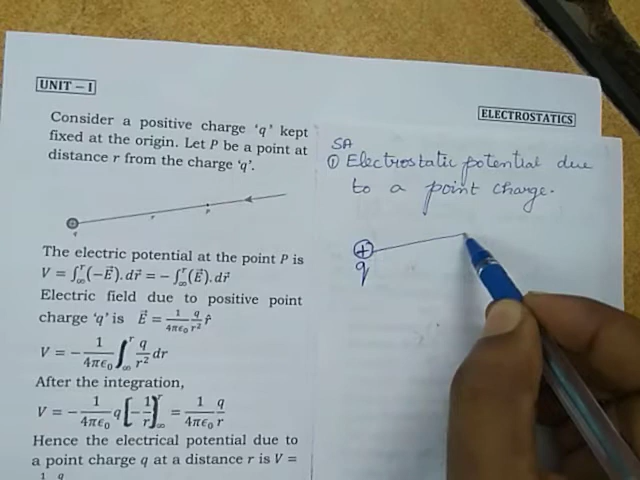 UNIT – I
Consider a positive charge 'q' kept
fixed at the origin. Let P be a point at
distance r from the charge 'q'.
q r P
The electric potential at the point P is
V = ∫_∞^r (−E⃗). dr⃗ = − ∫_∞^r (E⃗). dr⃗
Electric field due to positive point
charge 'q' is E⃗ = 1/4πϵ₀ q/r² r̂
V = − 1/4πϵ₀ ∫_∞^r q/r² dr
After the integration,
V = − 1/4πϵ₀ q [− 1/r]_∞^r = 1/4πϵ₀ q/r
Hence the electrical potential due to
a point charge q at a distance r is V =
1 q
ELECTROSTATICS
SA
① Electrostatic potential due
to a point charge.
+
q